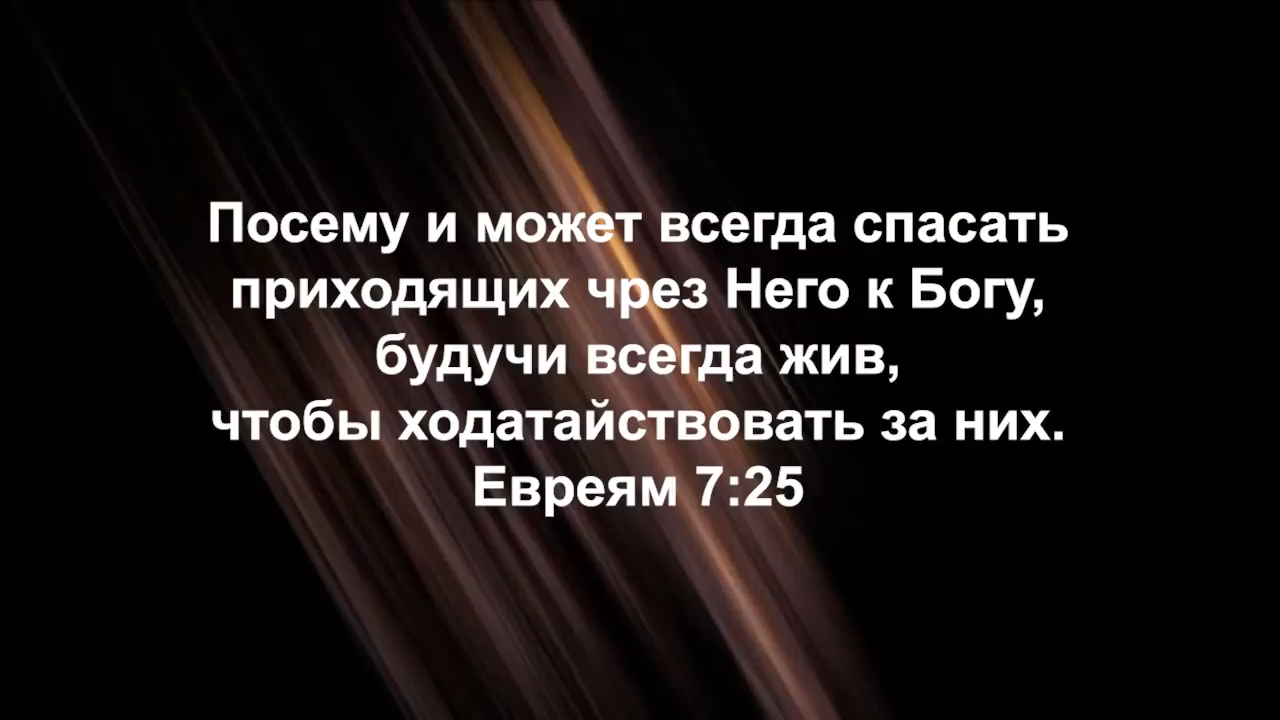 Посему и может всегда спасать
приходящих чрез Него к Богу,
будучи всегда жив,
чтобы ходатайствовать за них.
Евреям 7:25